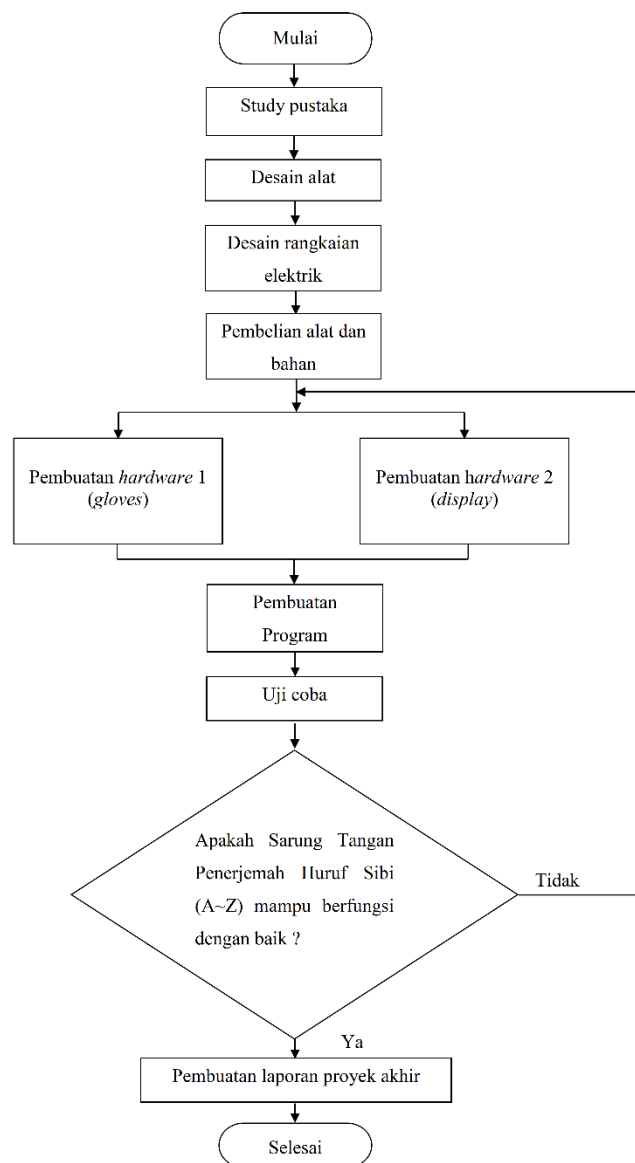 Mulai
Study pustaka
Desain alat
Desain rangkaian
elektrik
Pembelian alat dan
bahan
Pembuatan hardware 1
(gloves)
Pembuatan hardware 2
(display)
Pembuatan
Program
Uji coba
Apakah Sarung Tangan
Penerjemah Huruf Sibi
(A~Z) mampu berfungsi
dengan baik ?
Tidak
Ya
Pembuatan laporan proyek akhir
Selesai